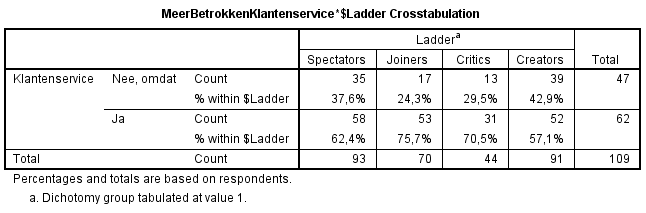 MeerBetrokkenKlantenservice*$Ladder Crosstabulation
Ladderᵃ
Spectators Joiners Critics Creators Total
Klantenservice Nee, omdat Count 35 17 13 39 47
% within $Ladder 37,6% 24,3% 29,5% 42,9%
Ja Count 58 53 31 52 62
% within $Ladder 62,4% 75,7% 70,5% 57,1%
Total Count 93 70 44 91 109
Percentages and totals are based on respondents.
a. Dichotomy group tabulated at value 1.